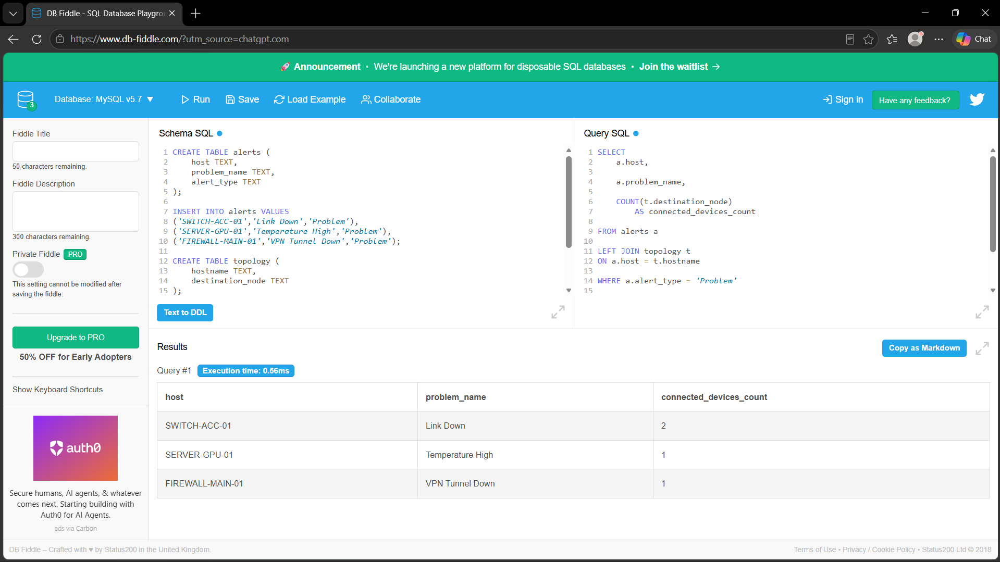 DB Fiddle - SQL Database Playgrou
https://www.db-fiddle.com/?utm_source=chatgpt.com
Chat
🚀 Announcement · We're launching a new platform for disposable SQL databases · Join the waitlist →
3
Database: MySQL v5.7 ▼
Run
Save
Load Example
Collaborate
Sign in
Have any feedback?
Fiddle Title
50 characters remaining.
Fiddle Description
300 characters remaining.
Private Fiddle PRO
This setting cannot be modified after
saving the fiddle.
Upgrade to PRO
50% OFF for Early Adopters
Show Keyboard Shortcuts
auth0
Secure humans, AI agents, & whatever
comes next. Starting building with
Auth0 for AI Agents.
ads via Carbon
Schema SQL
1 CREATE TABLE alerts (
2     host TEXT,
3     problem_name TEXT,
4     alert_type TEXT
5 );
6
7 INSERT INTO alerts VALUES
8 ('SWITCH-ACC-01','Link Down','Problem'),
9 ('SERVER-GPU-01','Temperature High','Problem'),
10 ('FIREWALL-MAIN-01','VPN Tunnel Down','Problem');
11
12 CREATE TABLE topology (
13     hostname TEXT,
14     destination_node TEXT
15 );
Text to DDL
Query SQL
1 SELECT
2     a.host,
3
4     a.problem_name,
5
6     COUNT(t.destination_node)
7         AS connected_devices_count
8
9 FROM alerts a
10
11 LEFT JOIN topology t
12 ON a.host = t.hostname
13
14 WHERE a.alert_type = 'Problem'
15
Results
Copy as Markdown
Query #1 Execution time: 0.56ms
host problem_name connected_devices_count
SWITCH-ACC-01 Link Down 2
SERVER-GPU-01 Temperature High 1
FIREWALL-MAIN-01 VPN Tunnel Down 1
DB Fiddle – Crafted with ♥ by Status200 in the United Kingdom.
Terms of Use • Privacy / Cookie Policy • Status200 Ltd © 2018